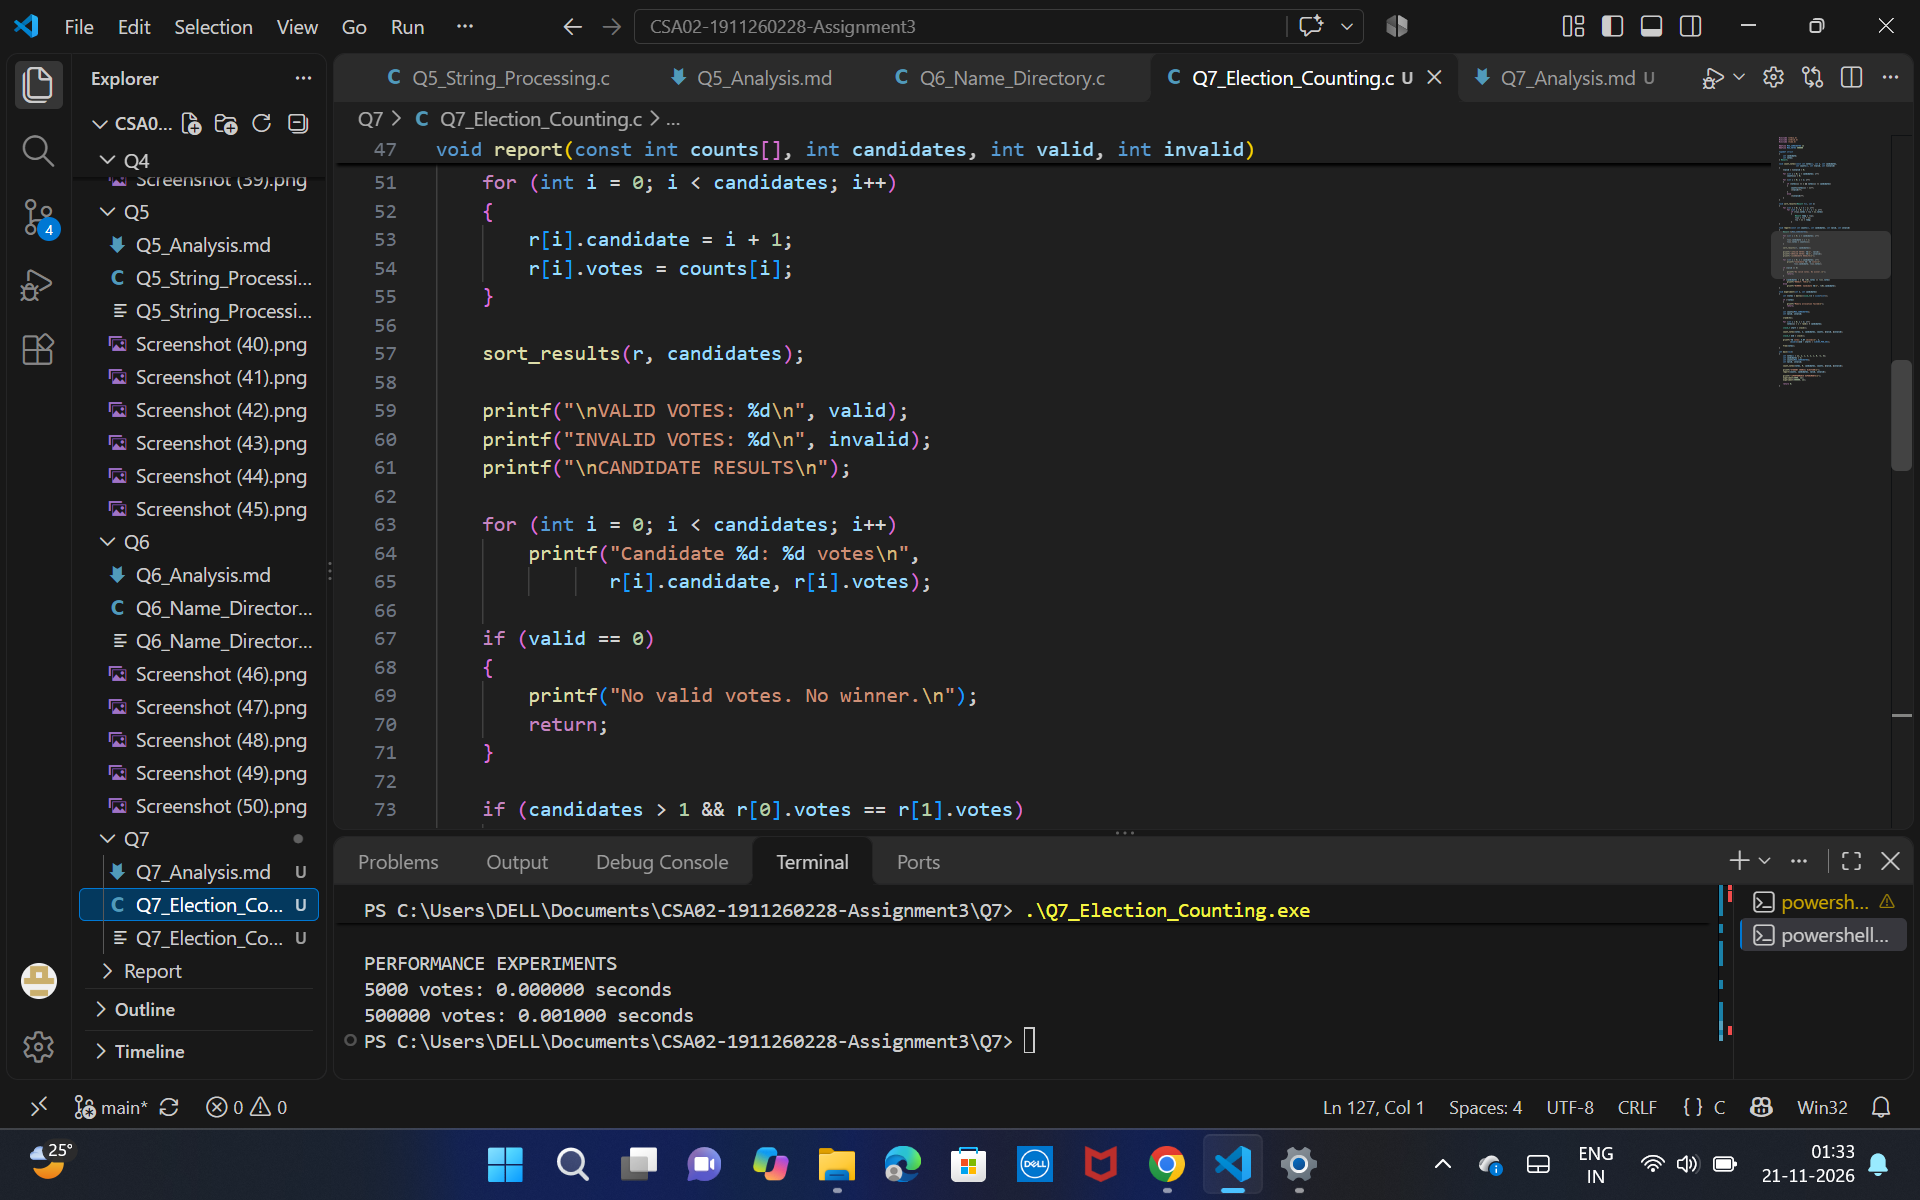 File Edit Selection View Go Run ···
CSA02-1911260228-Assignment3
Explorer
CSA0...
Q4
Screenshot (39).png
Q5
Q5_Analysis.md
Q5_String_Processi...
Q5_String_Processi...
Screenshot (40).png
Screenshot (41).png
Screenshot (42).png
Screenshot (43).png
Screenshot (44).png
Screenshot (45).png
Q6
Q6_Analysis.md
Q6_Name_Director...
Q6_Name_Director...
Screenshot (46).png
Screenshot (47).png
Screenshot (48).png
Screenshot (49).png
Screenshot (50).png
Q7
Q7_Analysis.md U
Q7_Election_Co... U
Q7_Election_Co... U
Report
Outline
Timeline
4
C Q5_String_Processing.c Q5_Analysis.md C Q6_Name_Directory.c C Q7_Election_Counting.c U Q7_Analysis.md U
Q7 > C Q7_Election_Counting.c > ...
47 void report(const int counts[], int candidates, int valid, int invalid)
51 for (int i = 0; i < candidates; i++)
52 {
53 r[i].candidate = i + 1;
54 r[i].votes = counts[i];
55 }
56
57 sort_results(r, candidates);
58
59 printf("\nVALID VOTES: %d\n", valid);
60 printf("INVALID VOTES: %d\n", invalid);
61 printf("\nCANDIDATE RESULTS\n");
62
63 for (int i = 0; i < candidates; i++)
64 printf("Candidate %d: %d votes\n",
65 r[i].candidate, r[i].votes);
66
67 if (valid == 0)
68 {
69 printf("No valid votes. No winner.\n");
70 return;
71 }
72
73 if (candidates > 1 && r[0].votes == r[1].votes)
Problems Output Debug Console Terminal Ports
PS C:\Users\DELL\Documents\CSA02-1911260228-Assignment3\Q7> .\Q7_Election_Counting.exe
PERFORMANCE EXPERIMENTS
5000 votes: 0.000000 seconds
500000 votes: 0.001000 seconds
PS C:\Users\DELL\Documents\CSA02-1911260228-Assignment3\Q7>
powersh...
powershell...
main* 0 0 Ln 127, Col 1 Spaces: 4 UTF-8 CRLF { } C Win32
25°
DELL
ENG
IN
01:33
21-11-2026